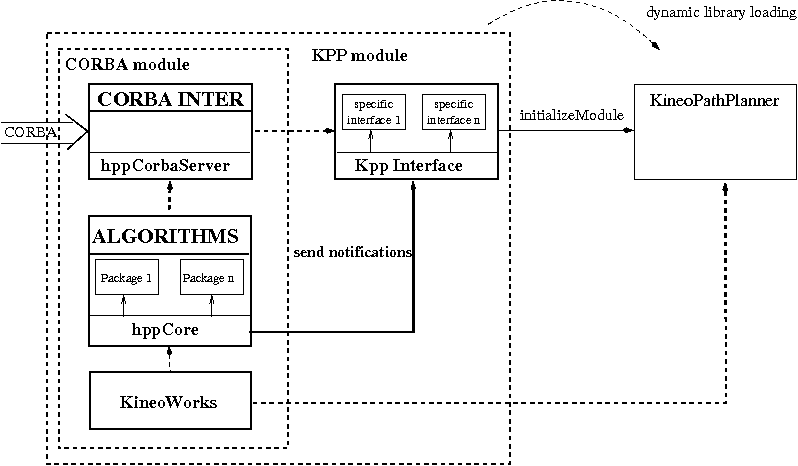 dynamic library loading
KPP module
CORBA module
CORBA INTER
specific
interface 1
specific
interface n
KineoPathPlanner
initializeModule
CORBA
hppCorbaServer
Kpp Interface
ALGORITHMS
send notifications
Package 1
Package n
hppCore
KineoWorks